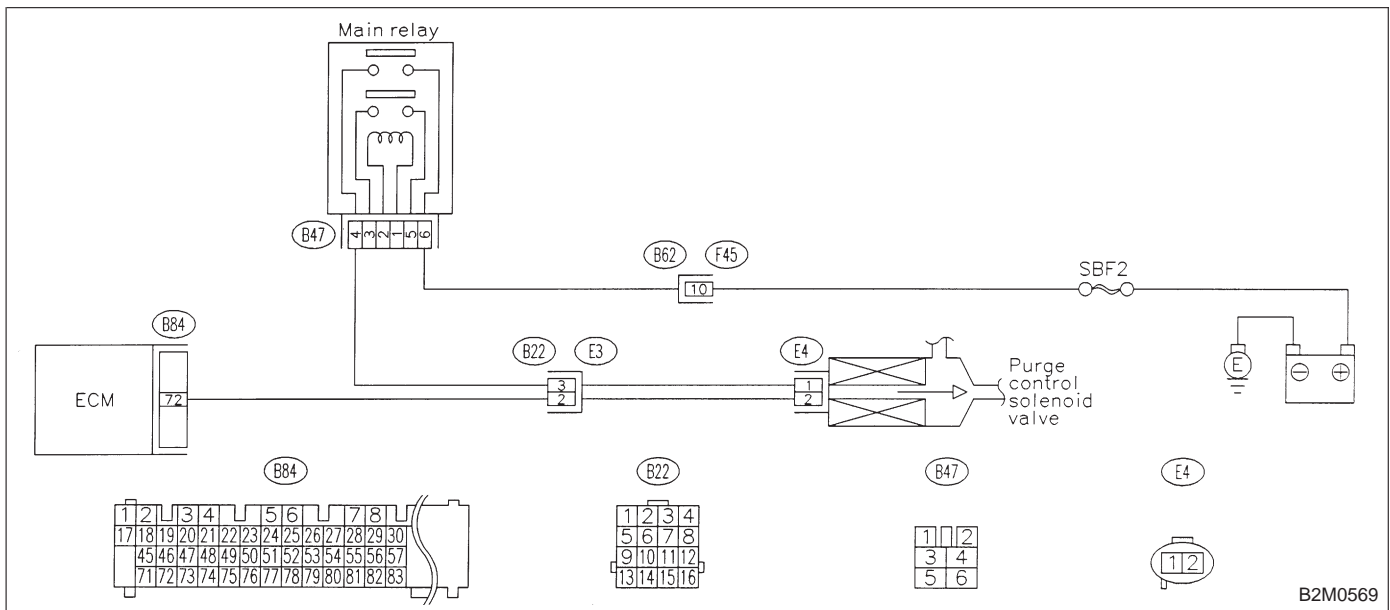 Main relay
B47
4 3 2 1 5 6
B62 F45
10
SBF2
B84
ECM
72
B22 E3
3
2
E4
1
2
Purge
control
solenoid
valve
E
B84
1 2 3 4 5 6 7 8
17 18 19 20 21 22 23 24 25 26 27 28 29 30
45 46 47 48 49 50 51 52 53 54 55 56 57
71 72 73 74 75 76 77 78 79 80 81 82 83
B22
1 2 3 4
5 6 7 8
9 10 11 12
13 14 15 16
B47
1 2
3 4
5 6
E4
1 2
B2M0569